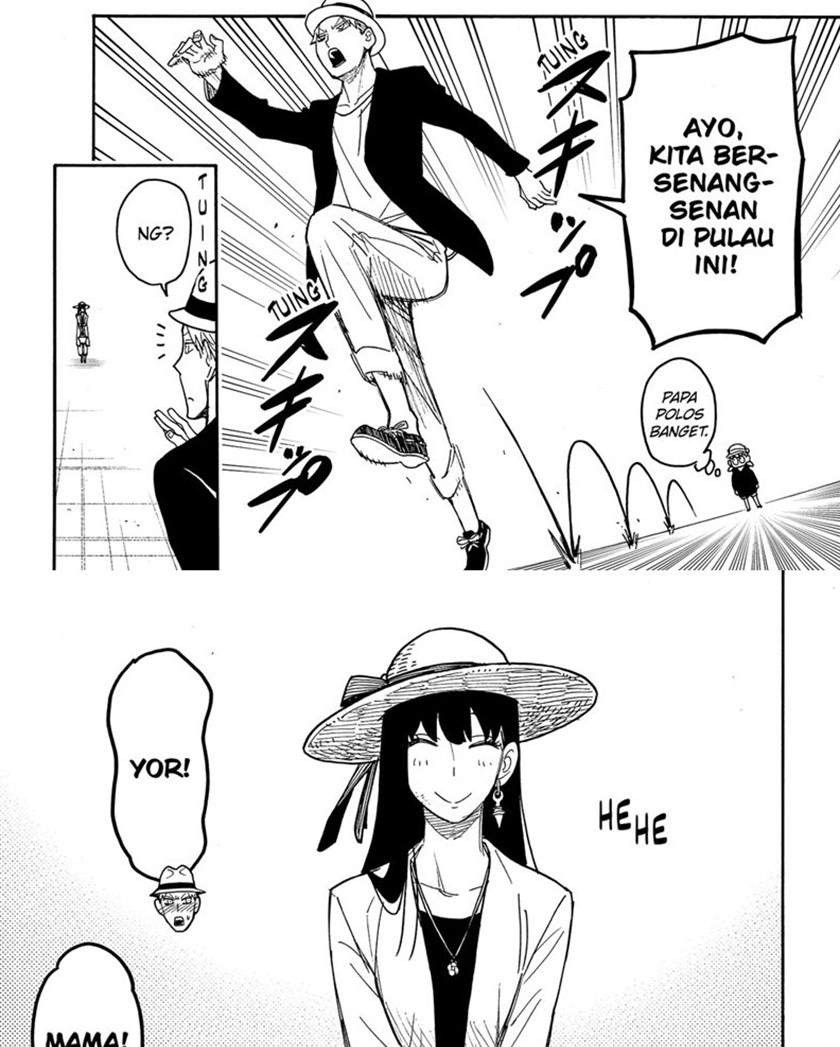 AYO,
KITA BER-
SENANG-
SENAN
DI PULAU
INI!
TUING
スキップ
TUING
スキップ
PAPA
POLOS
BANGET.
TUING
NG?
YOR!
HEHE
MAMA!